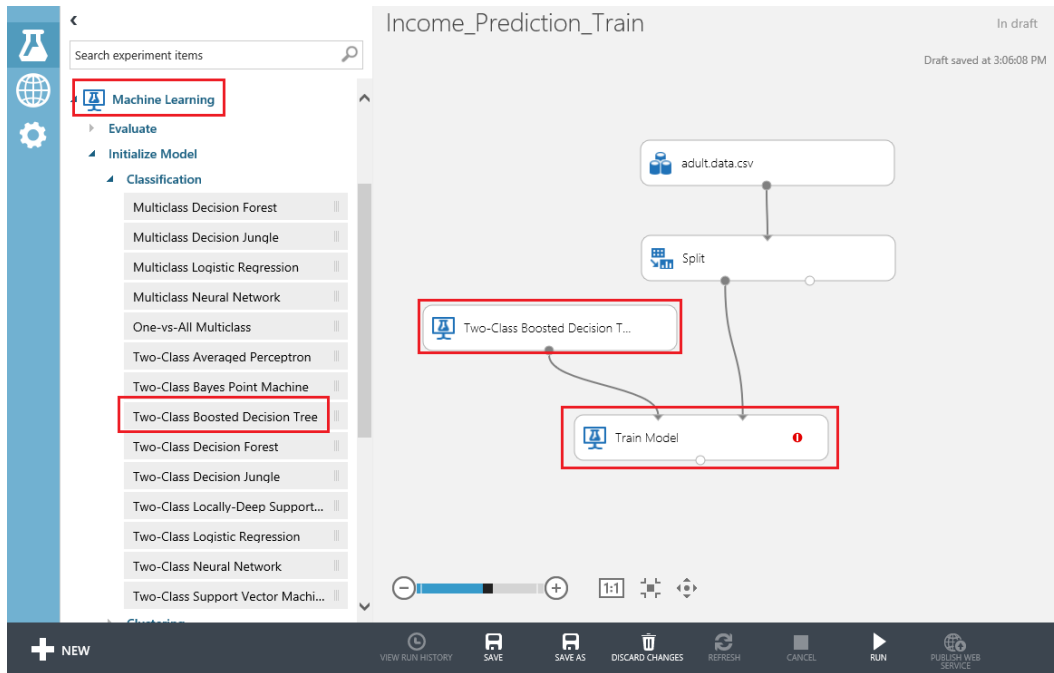 Income_Prediction_Train
In draft
Draft saved at 3:06:08 PM
Search experiment items
Machine Learning
Evaluate
Initialize Model
Classification
Multiclass Decision Forest
Multiclass Decision Jungle
Multiclass Logistic Regression
Multiclass Neural Network
One-vs-All Multiclass
Two-Class Averaged Perceptron
Two-Class Bayes Point Machine
Two-Class Boosted Decision Tree
Two-Class Decision Forest
Two-Class Decision Jungle
Two-Class Locally-Deep Support...
Two-Class Logistic Regression
Two-Class Neural Network
Two-Class Support Vector Machi...
Clustering
adult.data.csv
Split
Two-Class Boosted Decision T...
Train Model
1:1
NEW
VIEW RUN HISTORY
SAVE
SAVE AS
DISCARD CHANGES
REFRESH
CANCEL
RUN
PUBLISH WEB
SERVICE